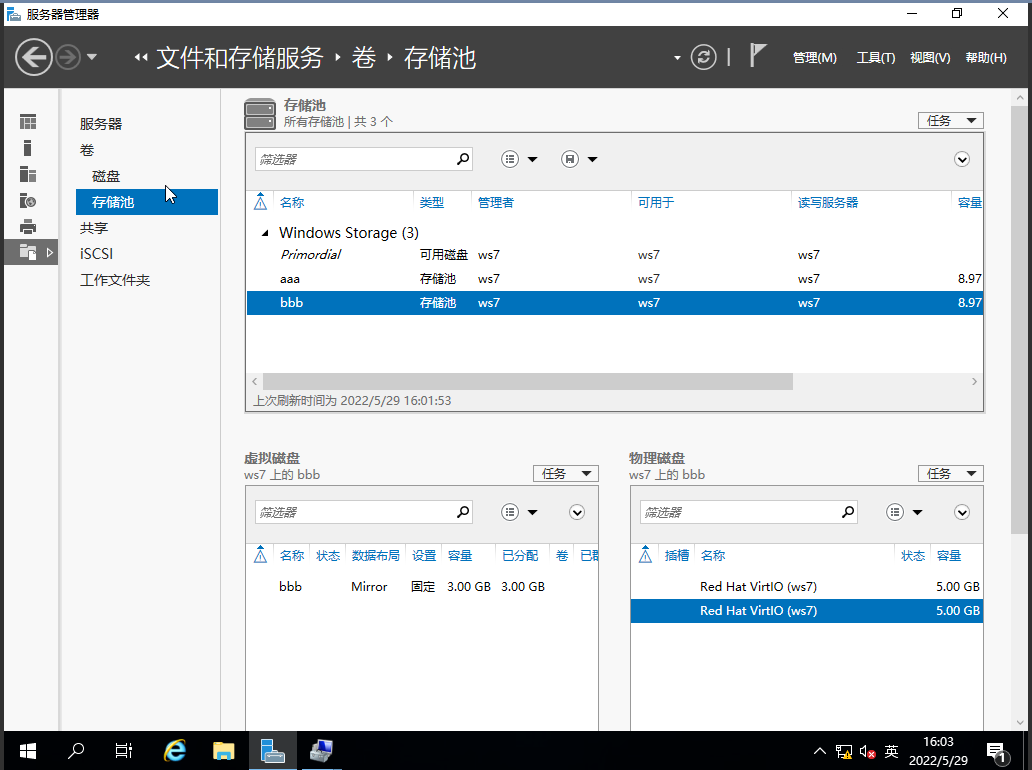 服务器管理器
文件和存储服务 卷 存储池
管理(M) 工具(T) 视图(V) 帮助(H)
服务器
卷
磁盘
存储池
共享
iSCSI
工作文件夹
存储池
所有存储池 | 共 3 个
任务
筛选器
名称 类型 管理者 可用于 读写服务器 容量
Windows Storage (3)
Primordial 可用磁盘 ws7 ws7 ws7
aaa 存储池 ws7 ws7 ws7 8.97
bbb 存储池 ws7 ws7 ws7 8.97
上次刷新时间为 2022/5/29 16:01:53
虚拟磁盘
ws7 上的 bbb
任务
筛选器
名称 状态 数据布局 设置 容量 已分配 卷 已群
bbb Mirror 固定 3.00 GB 3.00 GB
物理磁盘
ws7 上的 bbb
任务
筛选器
插槽 名称 状态 容量
Red Hat VirtIO (ws7) 5.00 GB
Red Hat VirtIO (ws7) 5.00 GB
英
16:03
2022/5/29
1